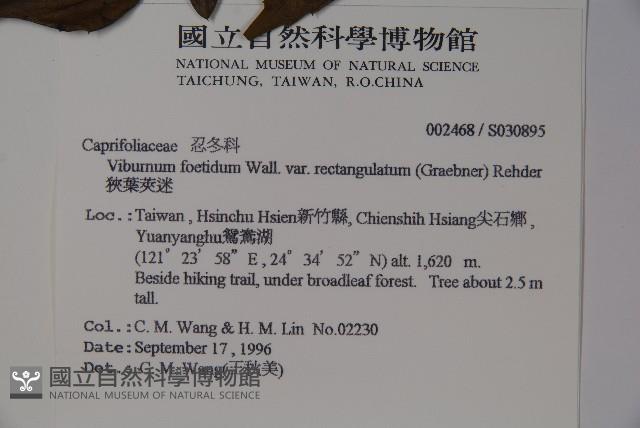 國立自然科學博物館
NATIONAL MUSEUM OF NATURAL SCIENCE
TAICHUNG, TAIWAN, R.O.CHINA
002468 / S030895
Caprifoliaceae 忍冬科
Viburnum foetidum Wall. var. rectangulatum (Graebner) Rehder
狹葉莢迷
Loc.:Taiwan , Hsinchu Hsien新竹縣, Chienshih Hsiang尖石鄉 ,
Yuanyanghu鴛鴦湖
(121° 23' 58" E , 24° 34' 52" N) alt. 1,620 m.
Beside hiking trail, under broadleaf forest. Tree about 2.5 m
tall.
Col.:C. M. Wang & H. M. Lin No.02230
Date:September 17 , 1996
Det.: C. M. Wang(王秋美)
國立自然科學博物館
NATIONAL MUSEUM OF NATURAL SCIENCE